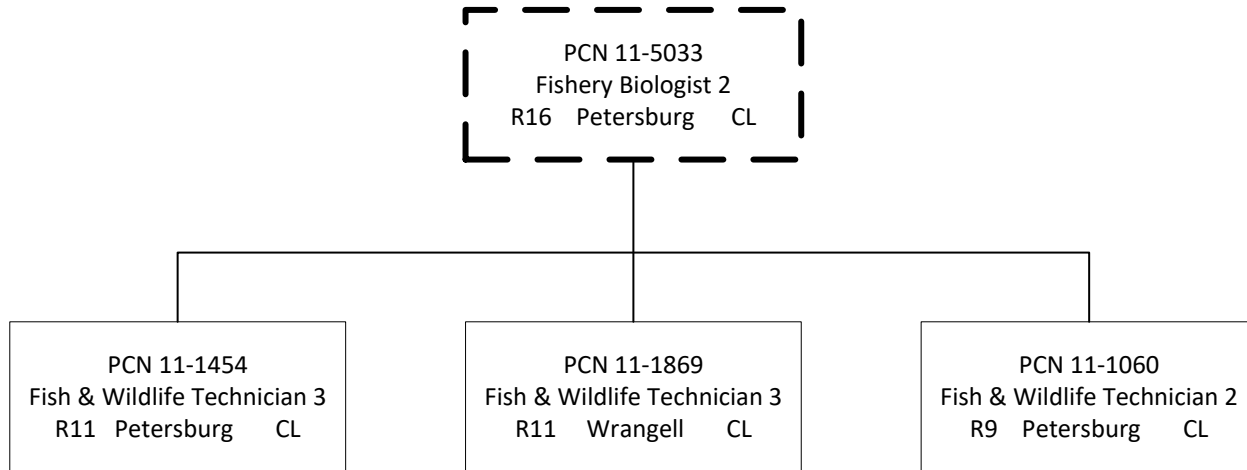 PCN 11-5033
Fishery Biologist 2
R16 Petersburg CL
PCN 11-1454
Fish & Wildlife Technician 3
R11 Petersburg CL
PCN 11-1869
Fish & Wildlife Technician 3
R11 Wrangell CL
PCN 11-1060
Fish & Wildlife Technician 2
R9 Petersburg CL